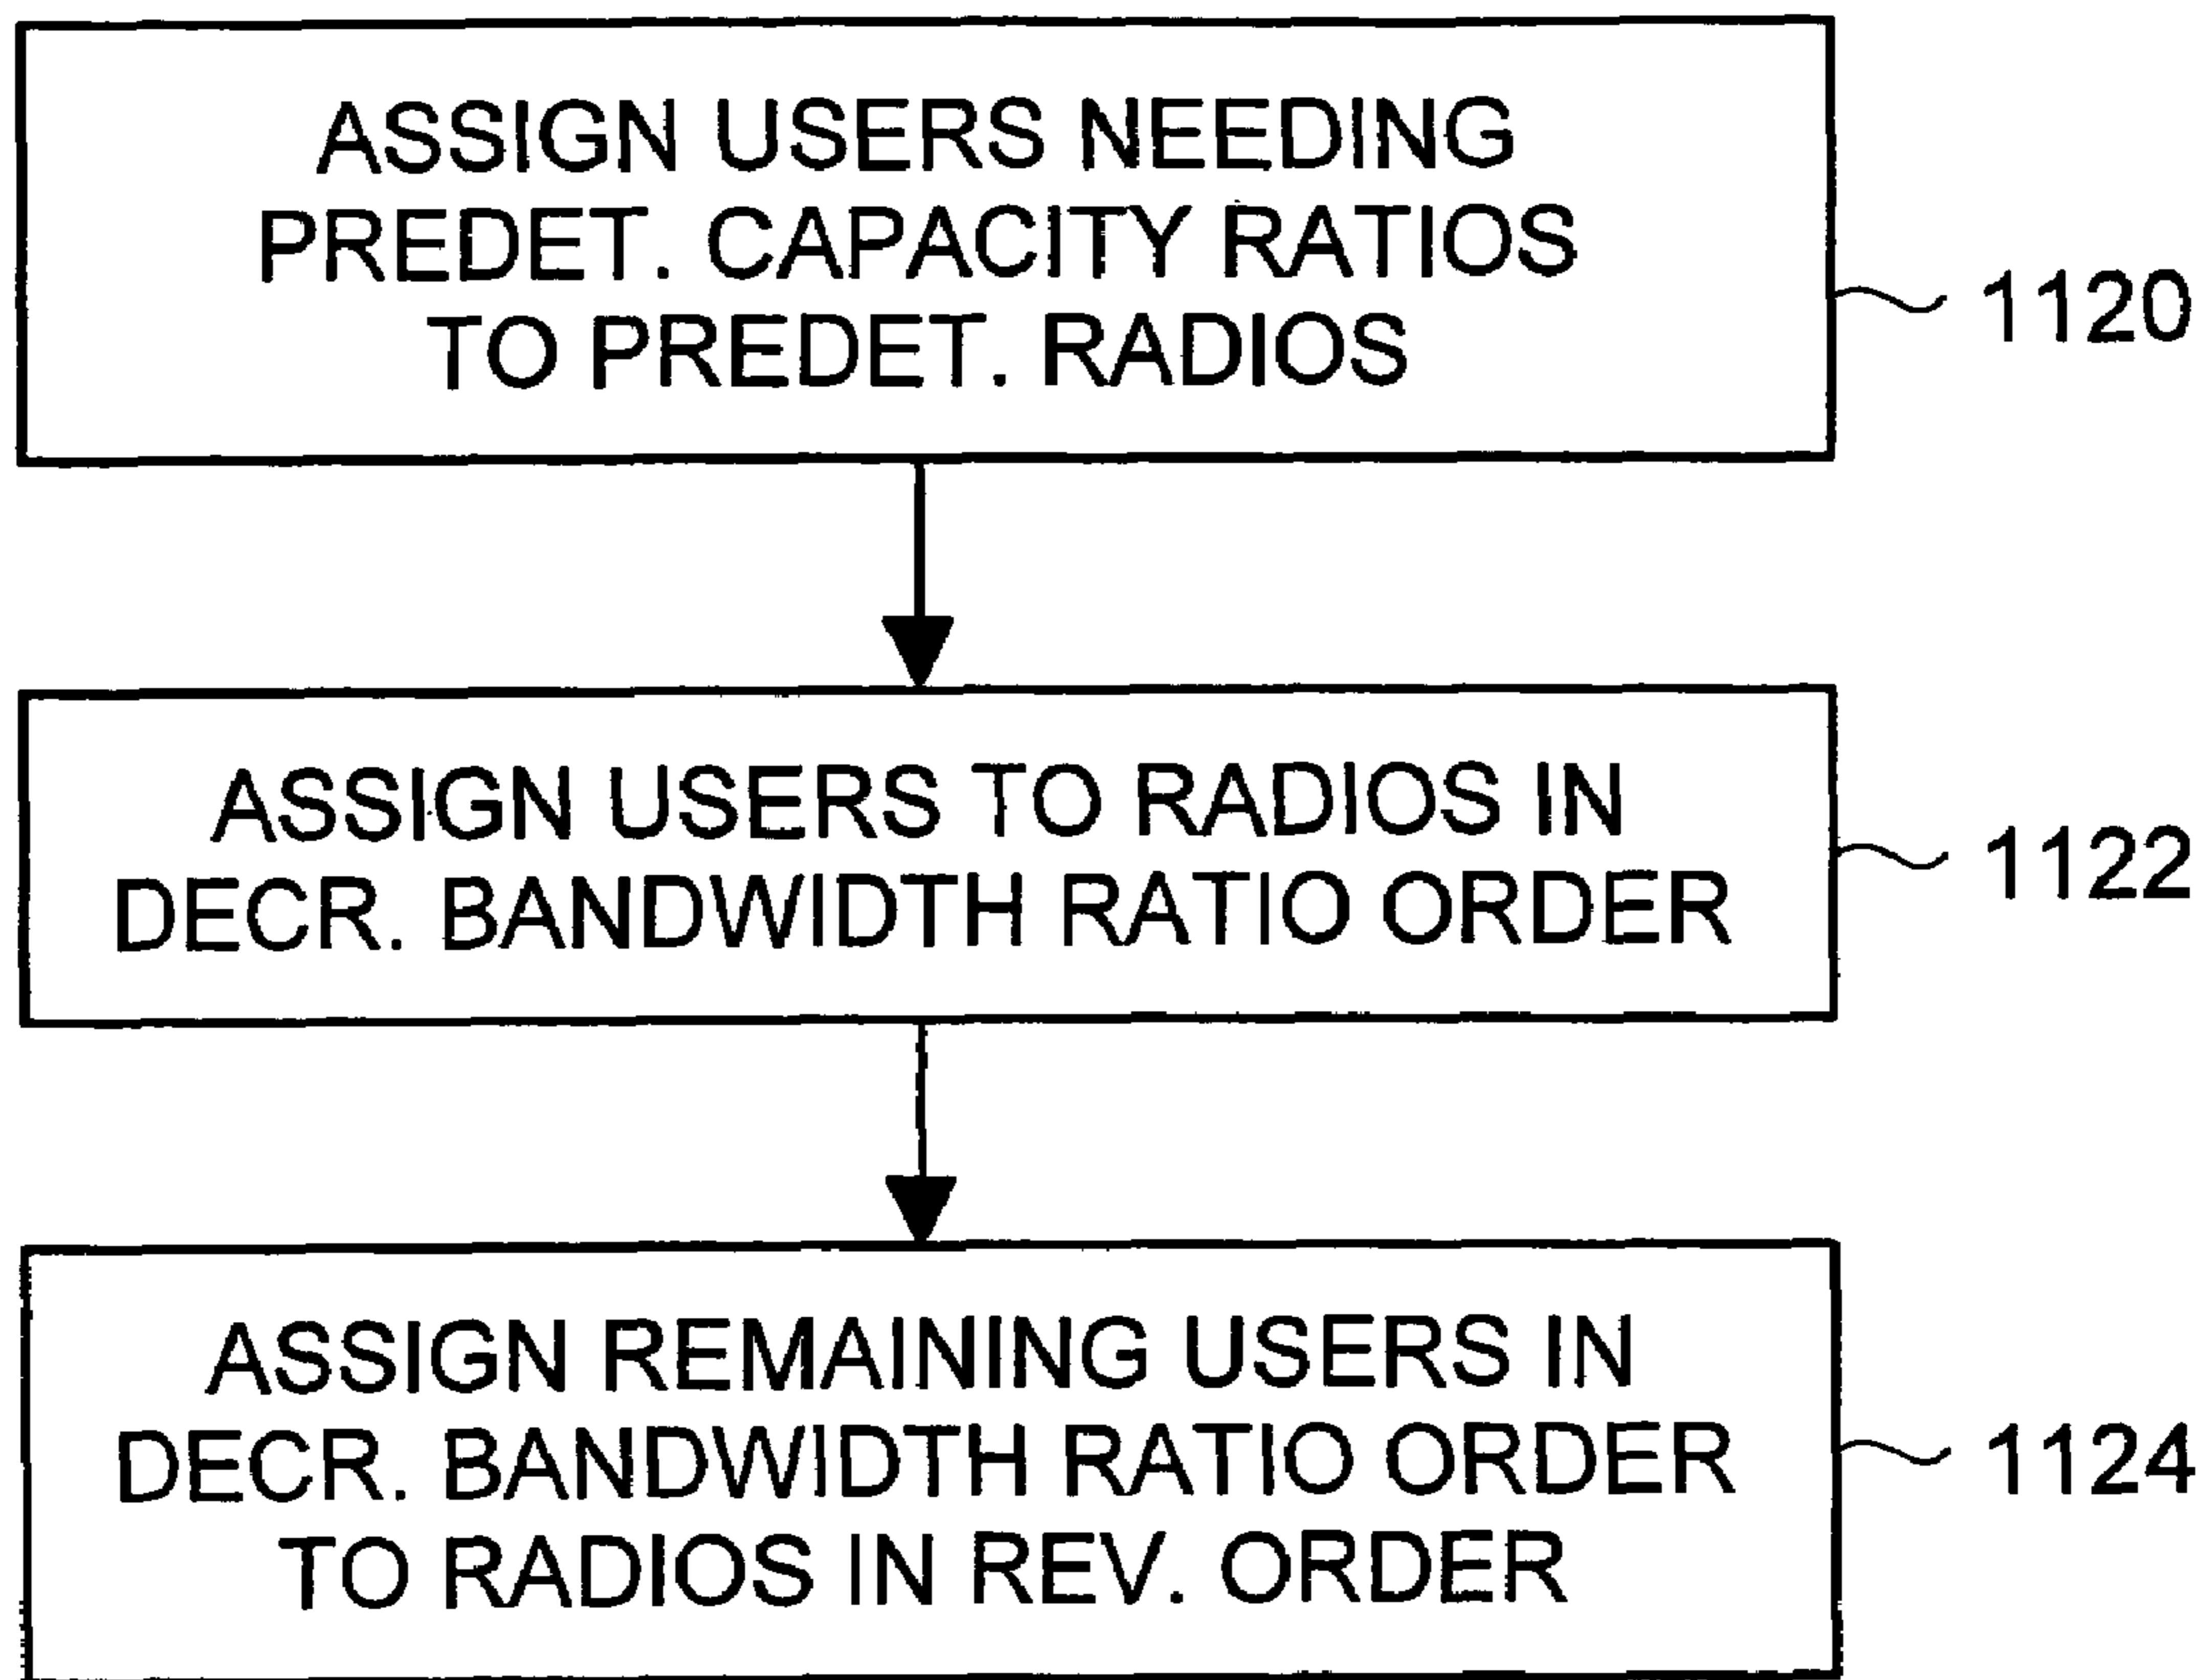 ASSIGN USERS NEEDING
PREDET. CAPACITY RATIOS
TO PREDET. RADIOS
1120
ASSIGN USERS TO RADIOS IN
DECR. BANDWIDTH RATIO ORDER
1122
ASSIGN REMAINING USERS IN
DECR. BANDWIDTH RATIO ORDER
TO RADIOS IN REV. ORDER
1124